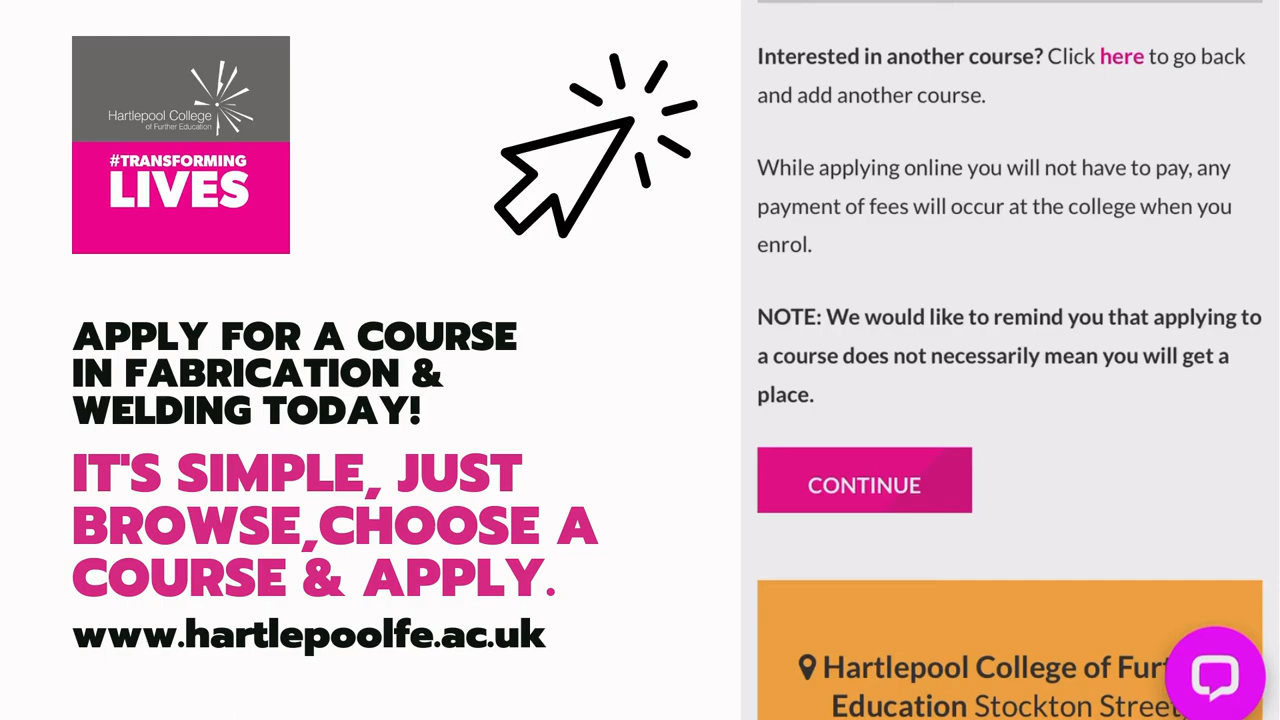 Hartlepool College
of Further Education
#TRANSFORMING
LIVES
APPLY FOR A COURSE
IN FABRICATION &
WELDING TODAY!
IT'S SIMPLE, JUST
BROWSE,CHOOSE A
COURSE & APPLY.
www.hartlepoolfe.ac.uk
Interested in another course? Click here to go back
and add another course.
While applying online you will not have to pay, any
payment of fees will occur at the college when you
enrol.
NOTE: We would like to remind you that applying to
a course does not necessarily mean you will get a
place.
CONTINUE
Hartlepool College of
Education Stockton Street